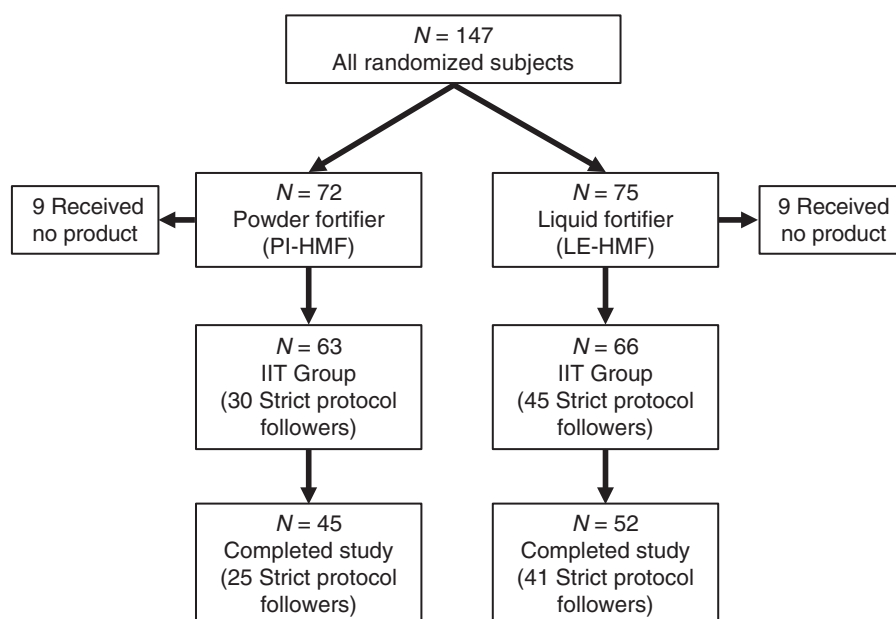 N = 147
All randomized subjects
9 Received
no product
N = 72
Powder fortifier
(PI-HMF)
N = 75
Liquid fortifier
(LE-HMF)
9 Received
no product
N = 63
IIT Group
(30 Strict protocol
followers)
N = 66
IIT Group
(45 Strict protocol
followers)
N = 45
Completed study
(25 Strict protocol
followers)
N = 52
Completed study
(41 Strict protocol
followers)